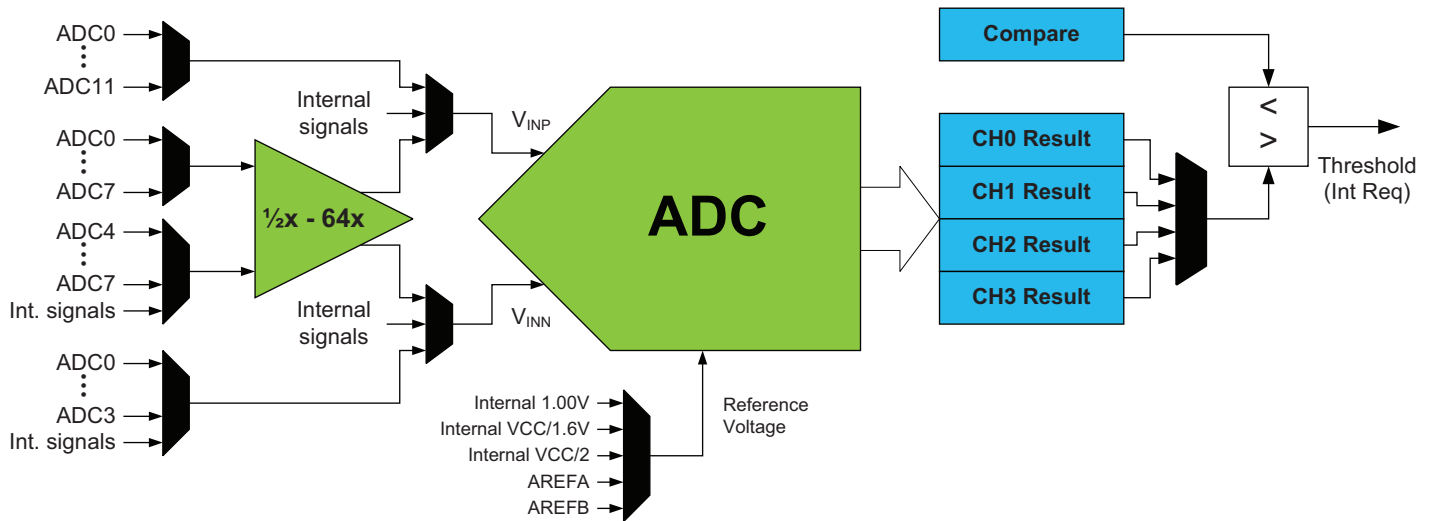 ADC0
ADC11
ADC0
ADC7
ADC4
ADC7
Int. signals
ADC0
ADC3
Int. signals
½x - 64x
Internal
signals
Internal
signals
VINP
VINN
ADC
Internal 1.00V
Internal VCC/1.6V
Internal VCC/2
AREFA
AREFB
Reference
Voltage
Compare
CH0 Result
CH1 Result
CH2 Result
CH3 Result
<
>
Threshold
(Int Req)